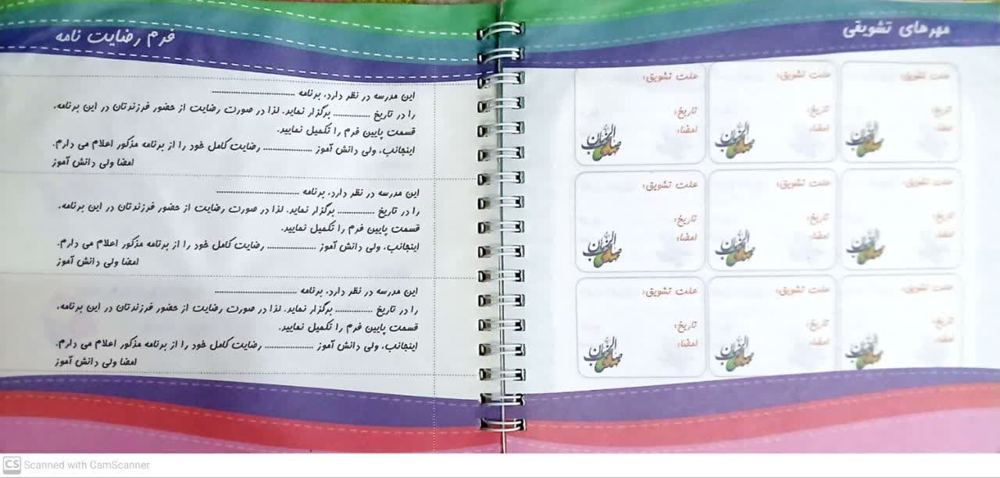 مهرهای تشویقی
علت تشویق: علت تشویق: علت تشویق:
تاریخ: تاریخ: تاریخ:
امضا: امضا: امضا:
صاحب الزمان صاحب الزمان صاحب الزمان
علت تشویق: علت تشویق: علت تشویق:
تاریخ: تاریخ: تاریخ:
امضا: امضا: امضا:
صاحب الزمان صاحب الزمان صاحب الزمان
علت تشویق: علت تشویق: علت تشویق:
تاریخ: تاریخ: تاریخ:
امضا: امضا: امضا:
صاحب الزمان صاحب الزمان صاحب الزمان
فرم رضایت نامه
این مدرسه در نظر دارد، برنامه ..................................
را در تاریخ ............... برگزار نماید. لذا در صورت رضایت از حضور فرزندتان در این برنامه،
قسمت پایین فرم را تکمیل نمایید.
اینجانب، ولی دانش آموز .................... رضایت کامل خود را از برنامه مذکور اعلام می دارم.
امضا ولی دانش آموز
این مدرسه در نظر دارد، برنامه ..................................
را در تاریخ ............... برگزار نماید. لذا در صورت رضایت از حضور فرزندتان در این برنامه،
قسمت پایین فرم را تکمیل نمایید.
اینجانب، ولی دانش آموز .................... رضایت کامل خود را از برنامه مذکور اعلام می دارم.
امضا ولی دانش آموز
این مدرسه در نظر دارد، برنامه ..................................
را در تاریخ ............... برگزار نماید. لذا در صورت رضایت از حضور فرزندتان در این برنامه،
قسمت پایین فرم را تکمیل نمایید.
اینجانب، ولی دانش آموز .................... رضایت کامل خود را از برنامه مذکور اعلام می دارم.
امضا ولی دانش آموز
CS Scanned with CamScanner